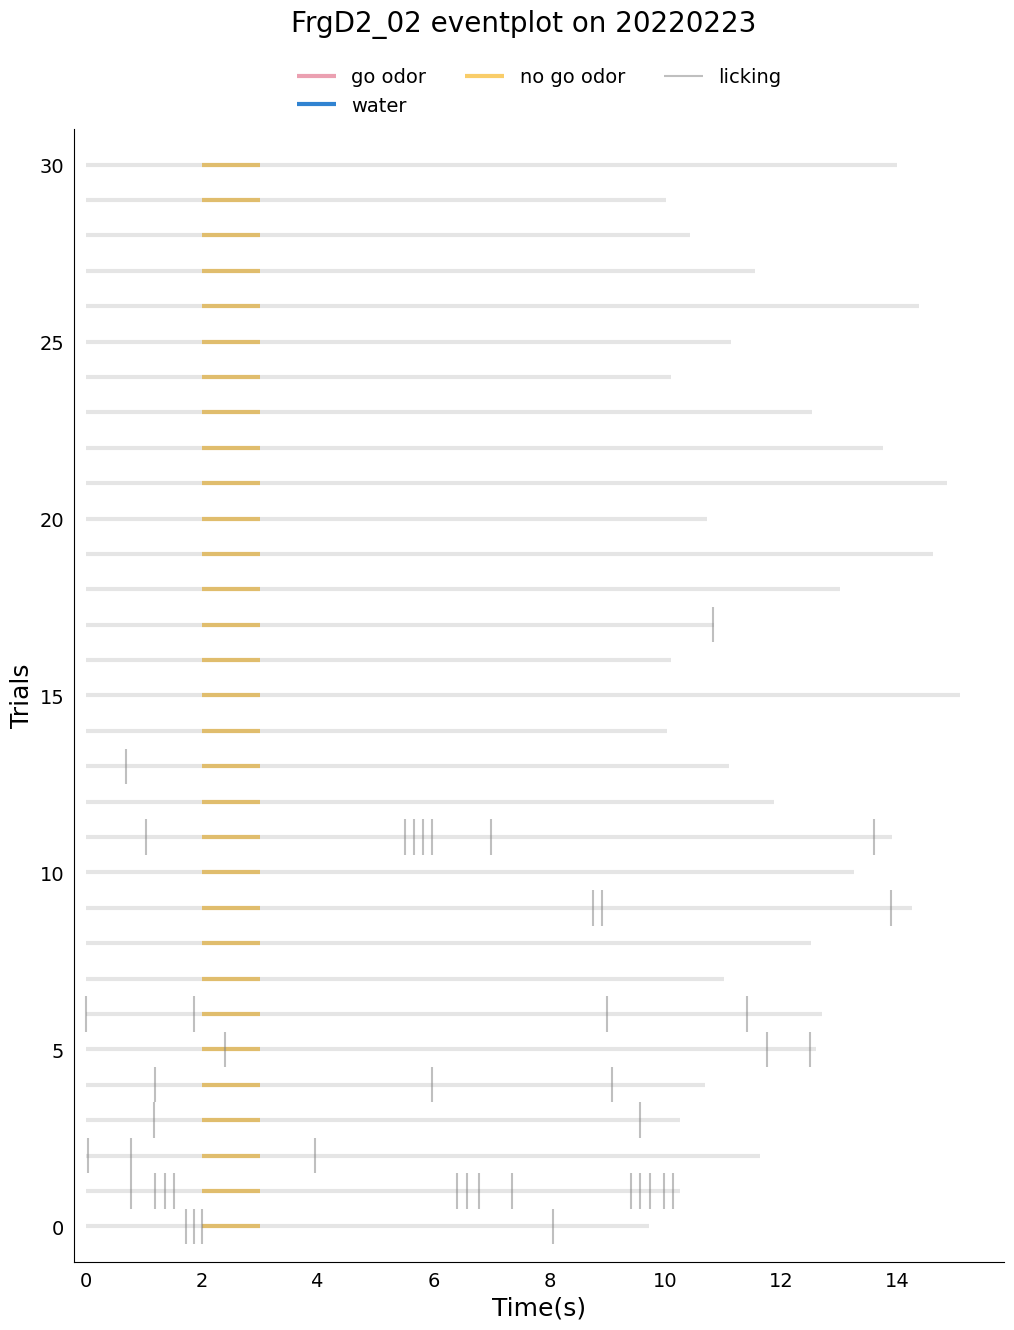 FrgD2_02 eventplot on 20220223
go odor
no go odor
licking
water
30
25
20
15
10
5
0
Trials
0 2 4 6 8 10 12 14
Time(s)